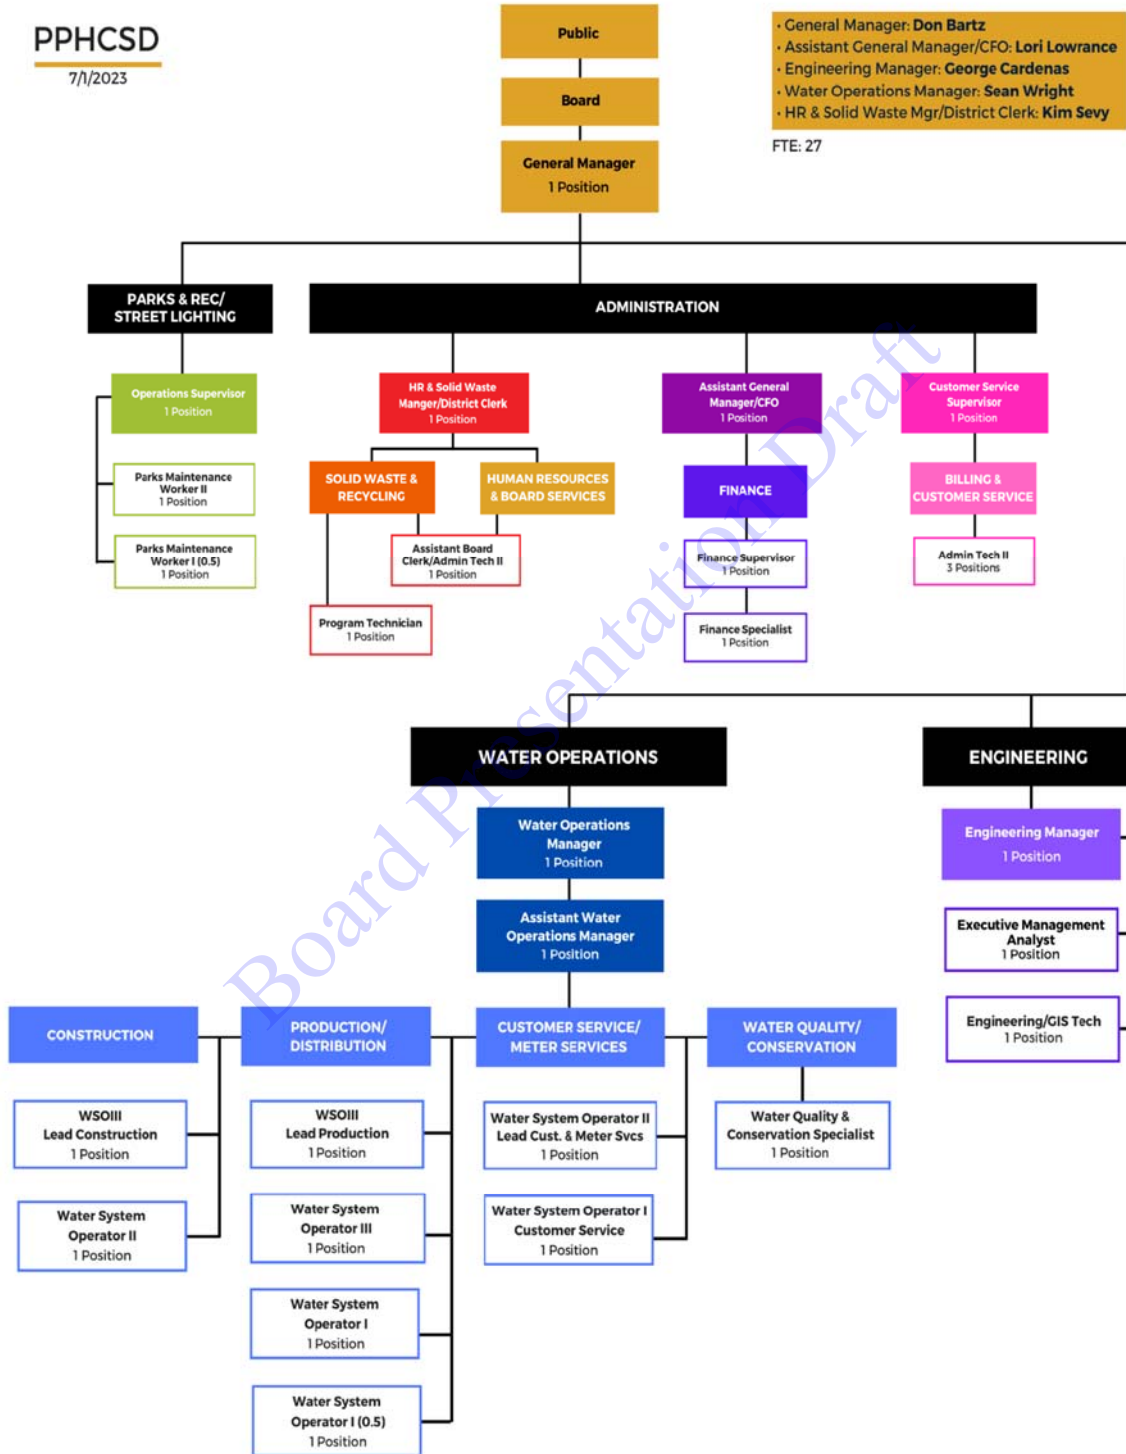 PPHCSD
7/1/2023
Public
Board
General Manager
1 Position
• General Manager: Don Bartz
• Assistant General Manager/CFO: Lori Lowrance
• Engineering Manager: George Cardenas
• Water Operations Manager: Sean Wright
• HR & Solid Waste Mgr/District Clerk: Kim Sevy
FTE: 27
PARKS & REC/
STREET LIGHTING
Operations Supervisor
1 Position
Parks Maintenance
Worker II
1 Position
Parks Maintenance
Worker I (0.5)
1 Position
ADMINISTRATION
HR & Solid Waste
Manger/District Clerk
1 Position
SOLID WASTE &
RECYCLING
HUMAN RESOURCES
& BOARD SERVICES
Assistant Board
Clerk/Admin Tech II
1 Position
Program Technician
1 Position
Assistant General
Manager/CFO
1 Position
FINANCE
Finance Supervisor
1 Position
Finance Specialist
1 Position
Customer Service
Supervisor
1 Position
BILLING &
CUSTOMER SERVICE
Admin Tech II
3 Positions
WATER OPERATIONS
Water Operations
Manager
1 Position
Assistant Water
Operations Manager
1 Position
CONSTRUCTION
WSOIII
Lead Construction
1 Position
Water System
Operator II
1 Position
PRODUCTION/
DISTRIBUTION
WSOIII
Lead Production
1 Position
Water System
Operator III
1 Position
Water System
Operator I
1 Position
Water System
Operator I (0.5)
1 Position
CUSTOMER SERVICE/
METER SERVICES
Water System Operator II
Lead Cust. & Meter Svcs
1 Position
Water System Operator I
Customer Service
1 Position
WATER QUALITY/
CONSERVATION
Water Quality &
Conservation Specialist
1 Position
ENGINEERING
Engineering Manager
1 Position
Executive Management
Analyst
1 Position
Engineering/GIS Tech
1 Position
Board Presentation Draft